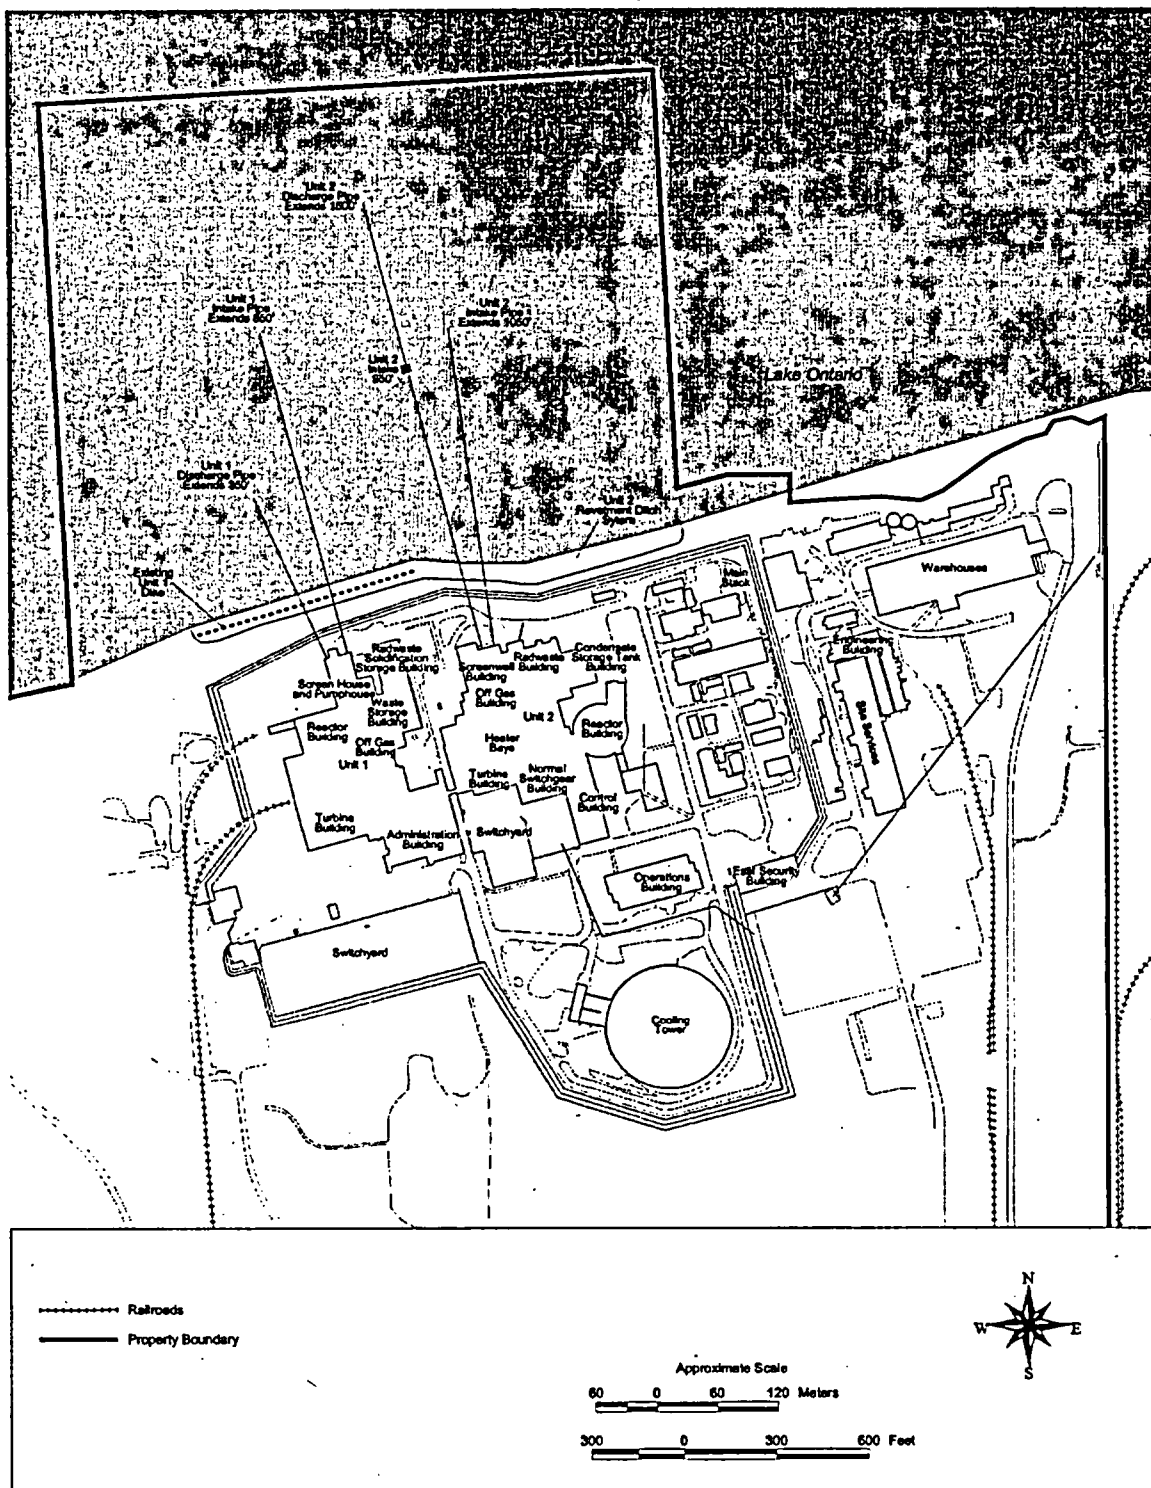 Unit 2
Discharge Pipe
Extends
Unit 1
Intake Pipe
Extends 850'
Unit 2
Intake Pipe
Extends 1050'
Unit 2
Intake
950'
Lake Ontario
Unit 1
Discharge Pipe
Extends
Revetment Ditch
Sytem
Existing
Unit 1
Dike
Main
Stack
Warehouses
Engineering
Building
Site Services
Radwaste
Solidification
Storage Building
Screen House
and Pumphouse
Waste
Storage
Building
Reactor
Building
Off Gas
Building
Unit 1
Turbine
Building
Administration
Building
Screenwell
Building
Radwaste
Building
Condensate
Storage Tank
Building
Off Gas
Building
Unit 2
Reactor
Building
Heater
Bays
Turbine
Building
Normal
Switchgear
Building
Control
Building
Switchyard
Operations
Building
East Security
Building
Switchyard
Cooling
Tower
Railroads
Property Boundary
N
W
E
S
Approximate Scale
60 0 60 120 Meters
300 0 300 600 Feet